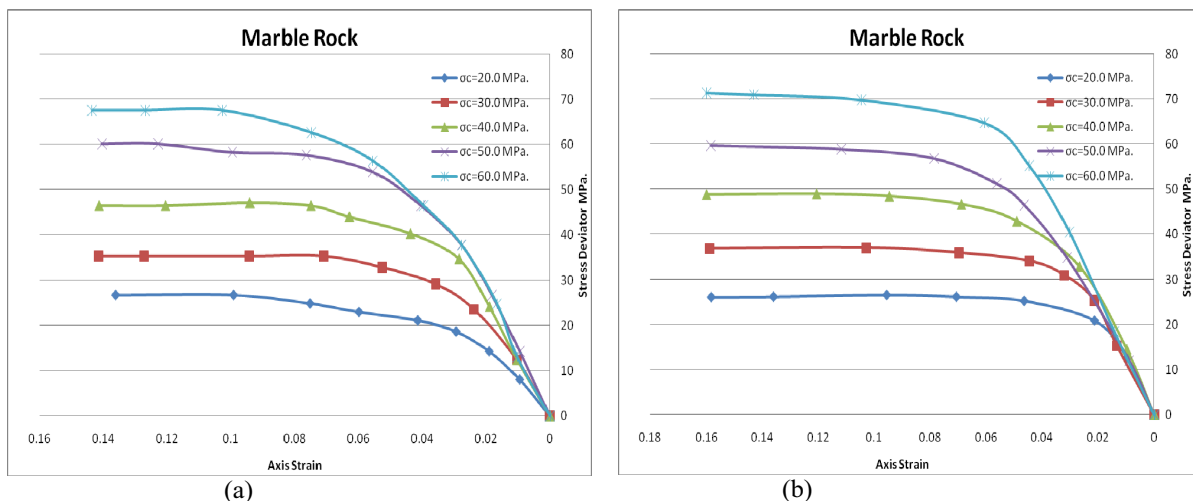 Marble Rock
σc=20.0 MPa.
σc=30.0 MPa.
σc=40.0 MPa.
σc=50.0 MPa.
σc=60.0 MPa.
80
70
60
50
40
30
20
10
0
Stress Deviator MPa.
0.16 0.14 0.12 0.1 0.08 0.06 0.04 0.02 0
Axis Strain
(a)
Marble Rock
σc=20.0 MPa.
σc=30.0 MPa.
σc=40.0 MPa.
σc=50.0 MPa.
σc=60.0 MPa.
80
70
60
50
40
30
20
10
0
Stress Deviator MPa.
0.18 0.16 0.14 0.12 0.1 0.08 0.06 0.04 0.02 0
Axis Strain
(b)